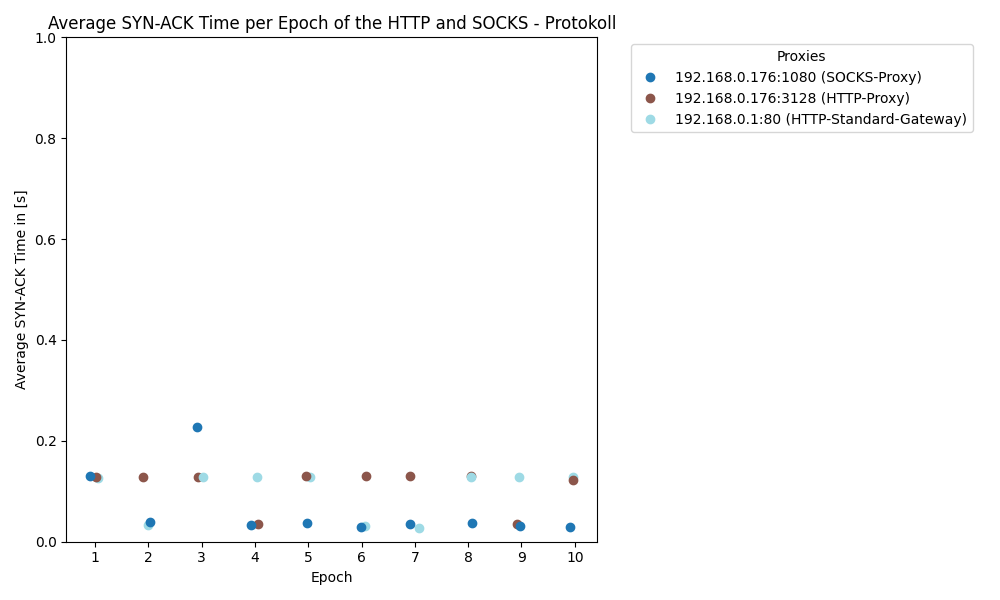 Average SYN-ACK Time per Epoch of the HTTP and SOCKS - Protokoll
Proxies
192.168.0.176:1080 (SOCKS-Proxy)
192.168.0.176:3128 (HTTP-Proxy)
192.168.0.1:80 (HTTP-Standard-Gateway)
Average SYN-ACK Time in [s]
1.0
0.8
0.6
0.4
0.2
0.0
1 2 3 4 5 6 7 8 9 10
Epoch